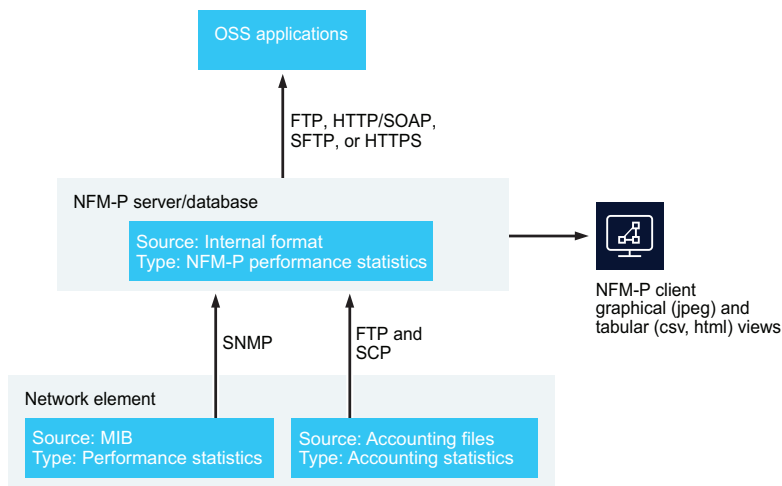 OSS applications
FTP, HTTP/SOAP,
SFTP, or HTTPS
NFM-P server/database
Source: Internal format
Type: NFM-P performance statistics
NFM-P client
graphical (jpeg) and
tabular (csv, html) views
SNMP
FTP and
SCP
Network element
Source: MIB
Type: Performance statistics
Source: Accounting files
Type: Accounting statistics